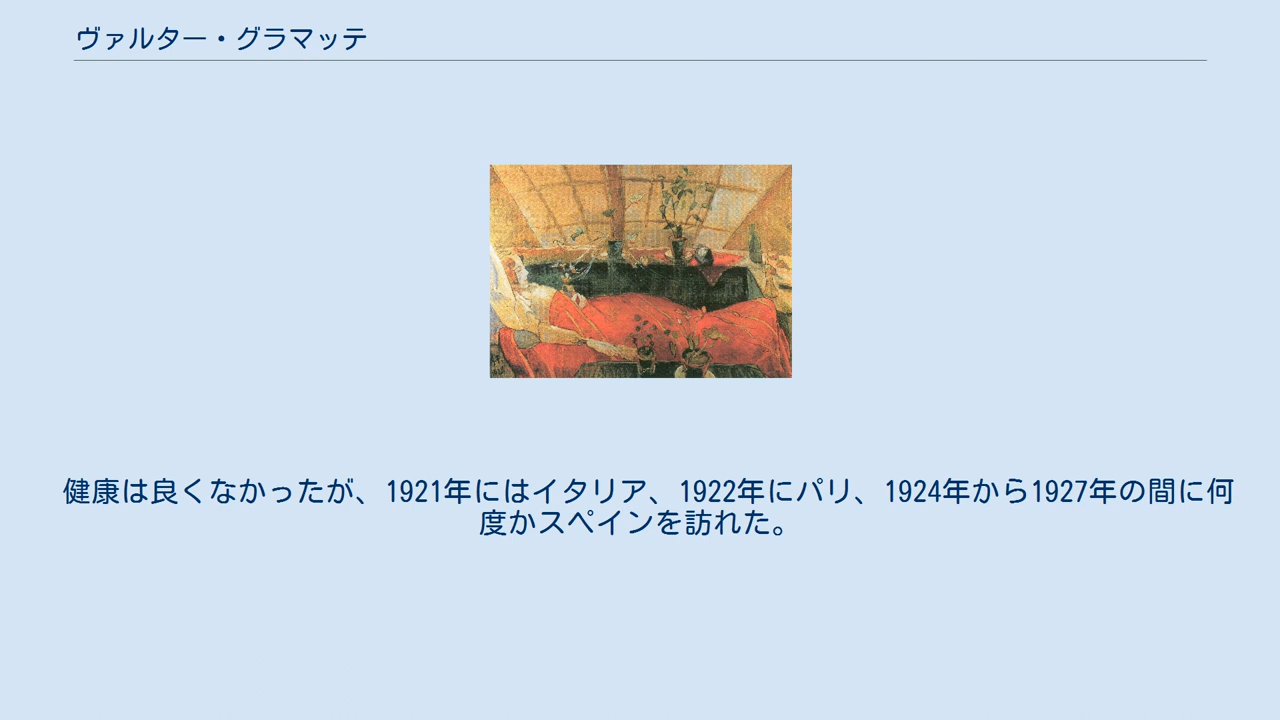 ヴァルター・グラマッテ
健康は良くなかったが、1921年にはイタリア、1922年にパリ、1924年から1927年の間に何
度かスペインを訪れた。